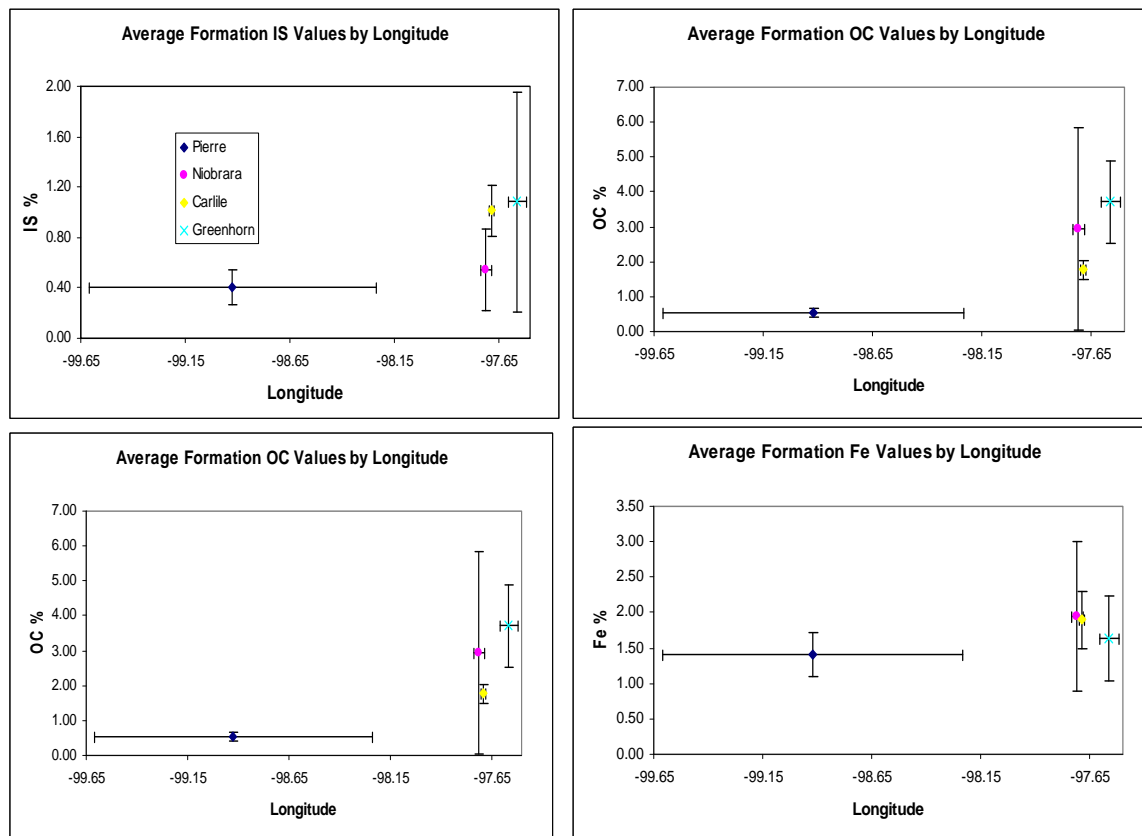 Average Formation IS Values by Longitude
IS %
2.00
1.60
1.20
0.80
0.40
0.00
Pierre
Niobrara
Carlile
Greenhorn
-99.65 -99.15 -98.65 -98.15 -97.65
Longitude
Average Formation OC Values by Longitude
OC %
7.00
6.00
5.00
4.00
3.00
2.00
1.00
0.00
-99.65 -99.15 -98.65 -98.15 -97.65
Longitude
Average Formation OC Values by Longitude
OC %
7.00
6.00
5.00
4.00
3.00
2.00
1.00
0.00
-99.65 -99.15 -98.65 -98.15 -97.65
Longitude
Average Formation Fe Values by Longitude
Fe %
3.50
3.00
2.50
2.00
1.50
1.00
0.50
0.00
-99.65 -99.15 -98.65 -98.15 -97.65
Longitude